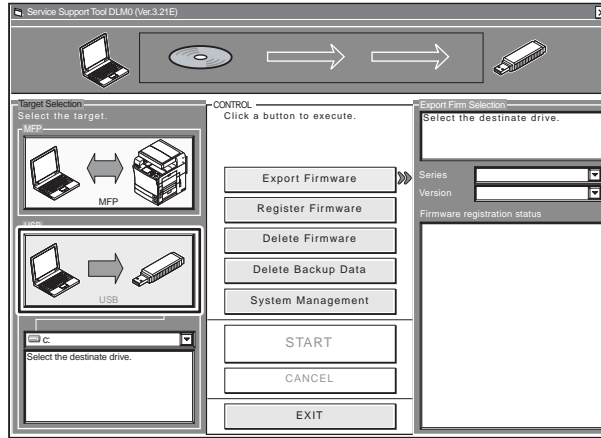 Service Support Tool DLM0 (Ver.3.21E)
Target Selection
Select the target.
MFP
MFP
USB
USB
C:
Select the destinate drive.
CONTROL
Click a button to execute.
Export Firmware
Register Firmware
Delete Firmware
Delete Backup Data
System Management
START
CANCEL
EXIT
Export Firm Selection
Select the destinate drive.
Series
Version
Firmware registration status